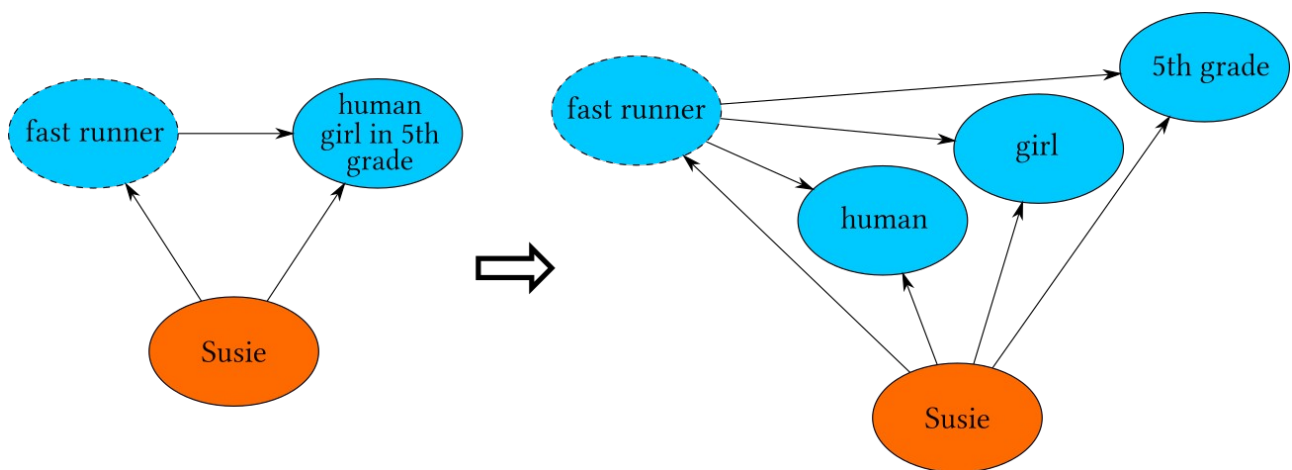 fast runner
human
girl in 5th
grade
Susie
fast runner
5th grade
girl
human
Susie